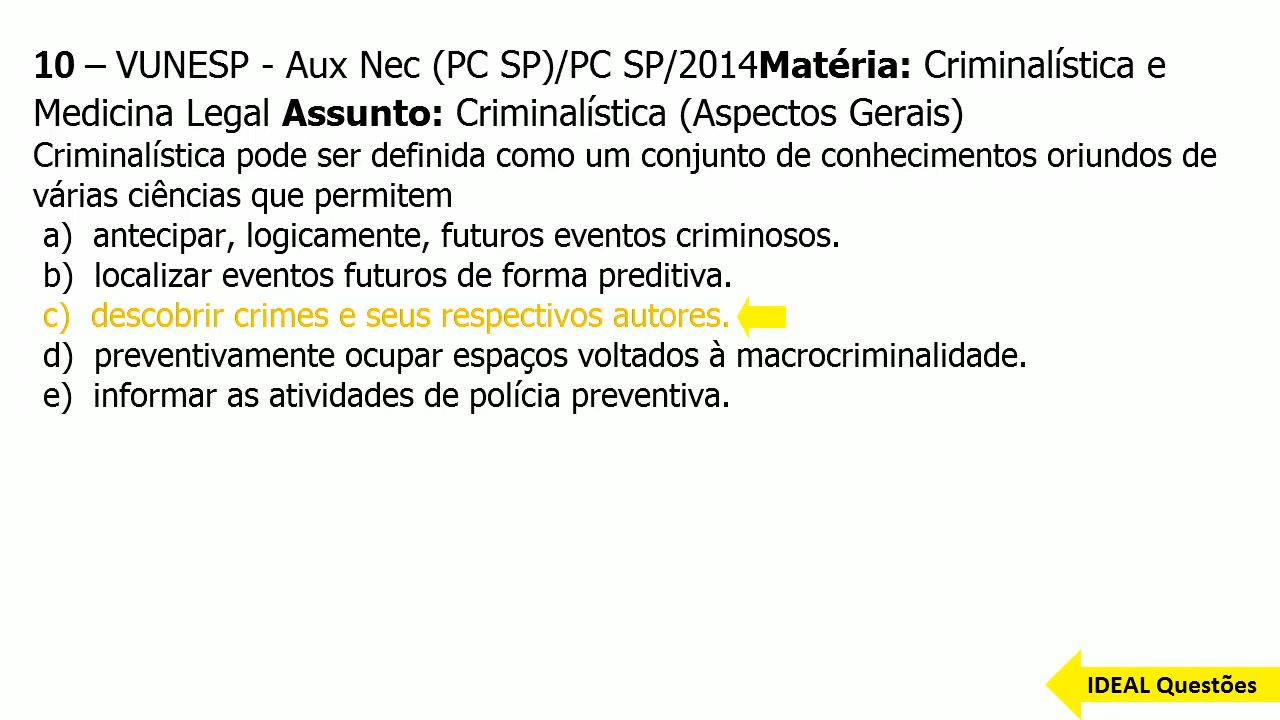 10 – VUNESP - Aux Nec (PC SP)/PC SP/2014Matéria: Criminalística e
Medicina Legal Assunto: Criminalística (Aspectos Gerais)
Criminalística pode ser definida como um conjunto de conhecimentos oriundos de
várias ciências que permitem
a) antecipar, logicamente, futuros eventos criminosos.
b) localizar eventos futuros de forma preditiva.
c) descobrir crimes e seus respectivos autores.
d) preventivamente ocupar espaços voltados à macrocriminalidade.
e) informar as atividades de polícia preventiva.
IDEAL Questões